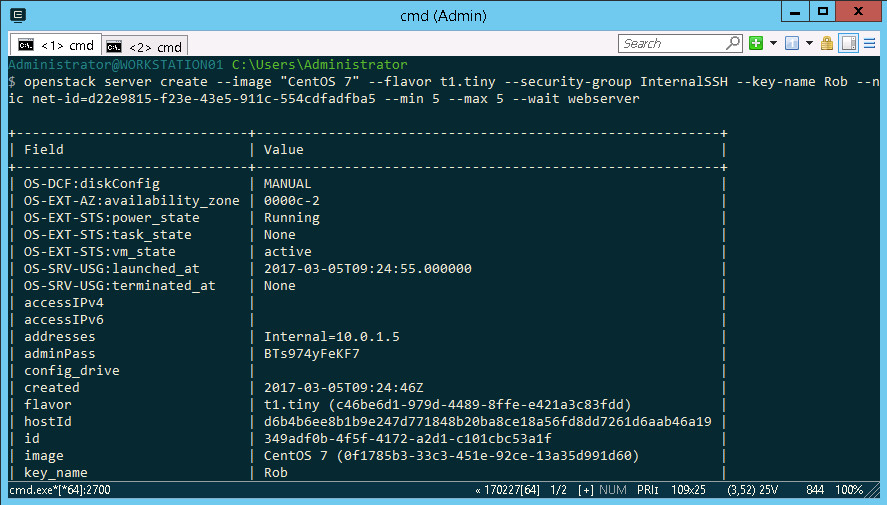 cmd (Admin)
<1> cmd
<2> cmd
Search
Administrator@WORKSTATION01 C:\Users\Administrator
$ openstack server create --image "CentOS 7" --flavor t1.tiny --security-group InternalSSH --key-name Rob --n
ic net-id=d22e9815-f23e-43e5-911c-554cdfadfba5 --min 5 --max 5 --wait webserver
+-----------------------------+----------------------------------------------------------+
| Field | Value |
+-----------------------------+----------------------------------------------------------+
| OS-DCF:diskConfig | MANUAL |
| OS-EXT-AZ:availability_zone | 0000c-2 |
| OS-EXT-STS:power_state | Running |
| OS-EXT-STS:task_state | None |
| OS-EXT-STS:vm_state | active |
| OS-SRV-USG:launched_at | 2017-03-05T09:24:55.000000 |
| OS-SRV-USG:terminated_at | None |
| accessIPv4 | |
| accessIPv6 | |
| addresses | Internal=10.0.1.5 |
| adminPass | BTs974yFeKF7 |
| config_drive | |
| created | 2017-03-05T09:24:46Z |
| flavor | t1.tiny (c46be6d1-979d-4489-8ffe-e421a3c83fdd) |
| hostId | d6b4b6ee8b1b9e247d771848b20ba8ce18a56fd8dd7261d6aab46a19 |
| id | 349adf0b-4f5f-4172-a2d1-c101cbc53a1f |
| image | CentOS 7 (0f1785b3-33c3-451e-92ce-13a35d991d60) |
| key_name | Rob |
cmd.exe*[*64]:2700 « 170227[64] 1/2 [+] NUM PRI↕ 109x25 (3,52) 25V 844 100%